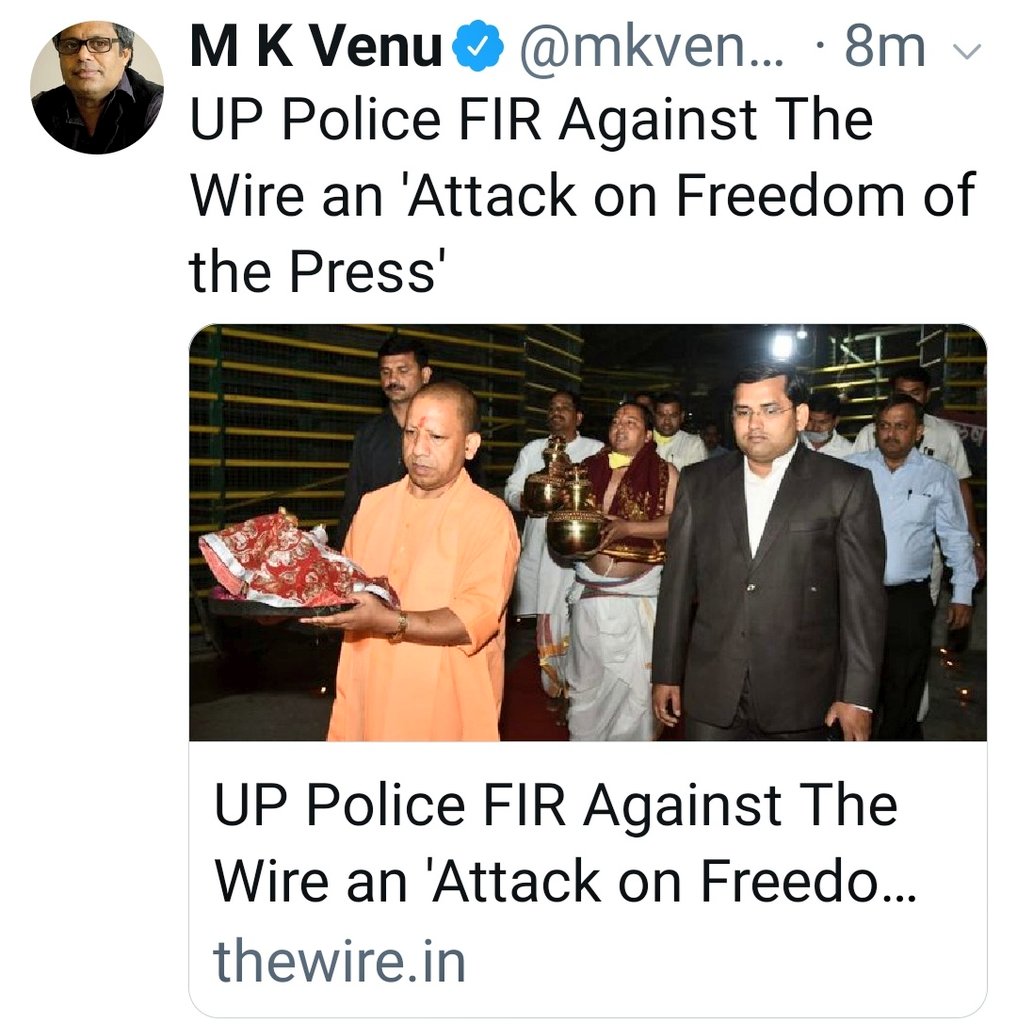 M K Venu @mkven... · 8m
UP Police FIR Against The
Wire an 'Attack on Freedom of
the Press'
UP Police FIR Against The
Wire an 'Attack on Freedo...
thewire.in